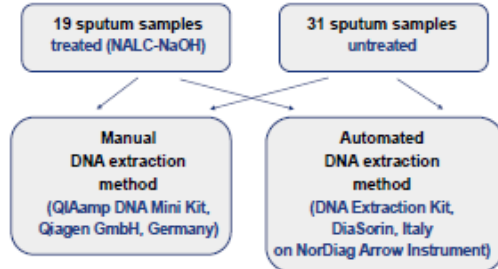 19 sputum samples
treated (NALC-NaOH)
31 sputum samples
untreated
Manual
DNA extraction
method
(QIAamp DNA Mini Kit,
Qiagen GmbH, Germany)
Automated
DNA extraction
method
(DNA Extraction Kit,
DiaSorin, Italy
on NorDiag Arrow Instrument)